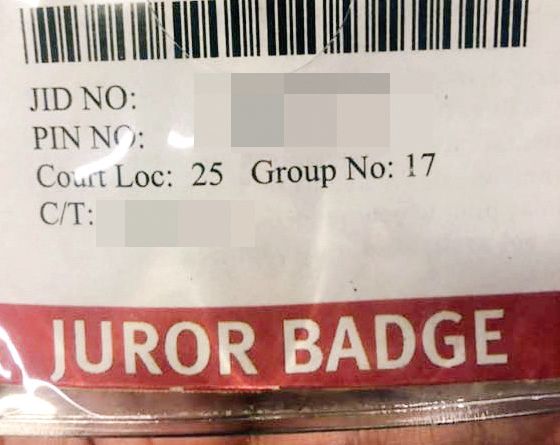 JID NO:
PIN NO:
Court Loc: 25 Group No: 17
C/T:
JUROR BADGE